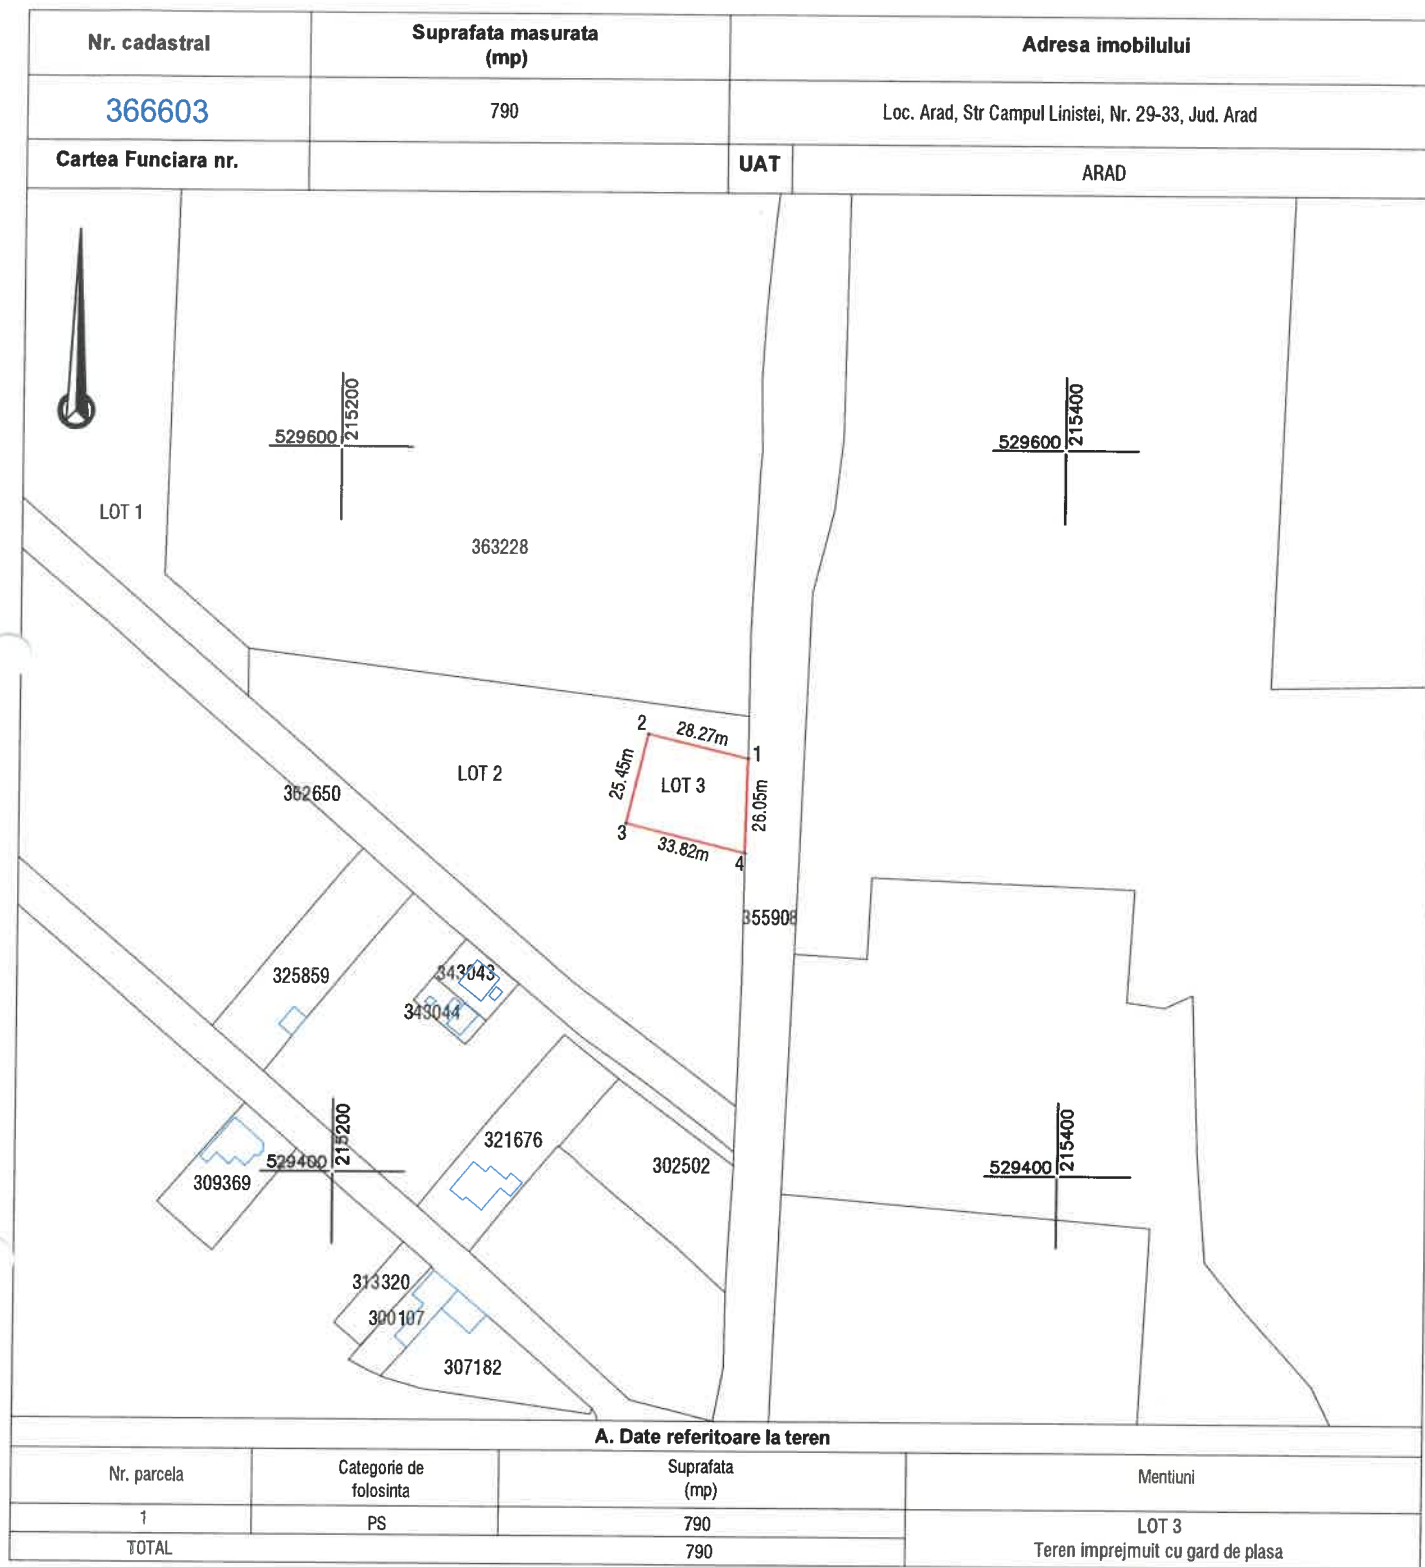 Nr. cadastral
Suprafata masurata
(mp)
Adresa imobilului
366603
790
Loc. Arad, Str Campul Linistei, Nr. 29-33, Jud. Arad
Cartea Funciara nr.
UAT
ARAD
529600
215200
529600
215400
LOT 1
363228
2
28.27m
1
LOT 2
25.45m
LOT 3
26.05m
362650
3
33.82m
4
355908
325859
343043
343044
529400
215200
321676
302502
529400
215400
309369
313320
300107
307182
A. Date referitoare la teren
Nr. parcela
Categorie de
folosinta
Suprafata
(mp)
Mentiuni
1
PS
790
LOT 3
TOTAL
790
Teren imprejmuit cu gard de plasa